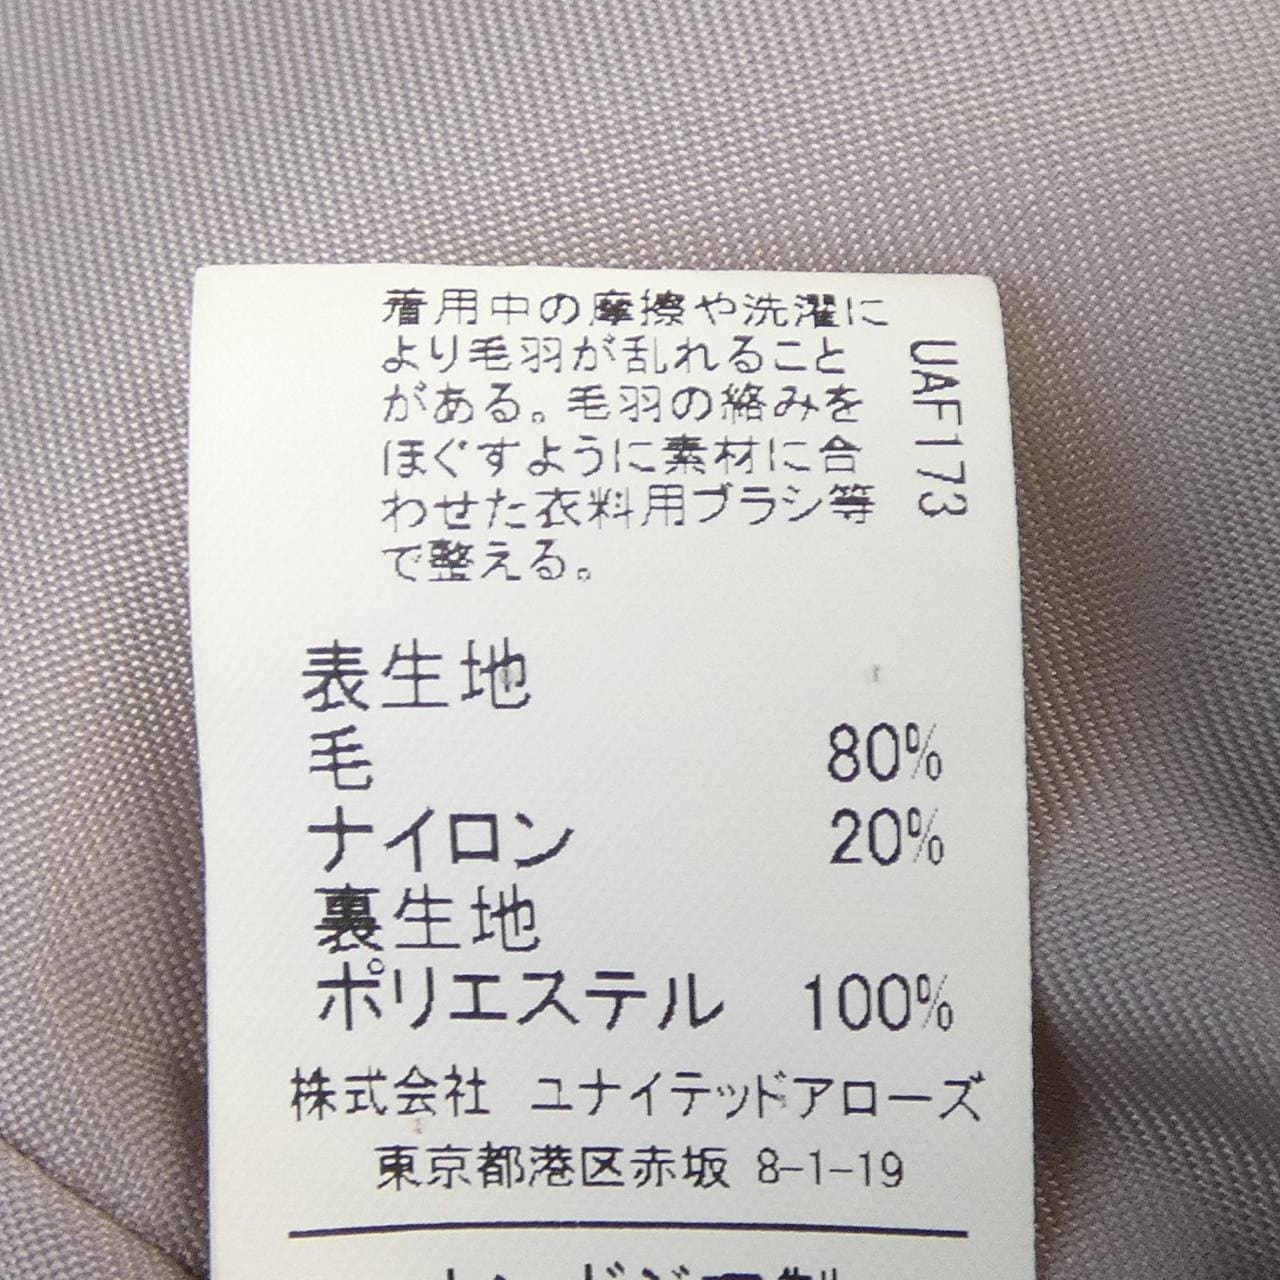 着用中の摩擦や洗濯に
より毛羽が乱れること
がある。毛羽の絡みを
ほぐすように素材に合
わせた衣料用ブラシ等
で整える。
UAF173
表生地
毛 80%
ナイロン 20%
裏生地
ポリエステル 100%
株式会社 ユナイテッドアローズ
東京都港区赤坂 8-1-19